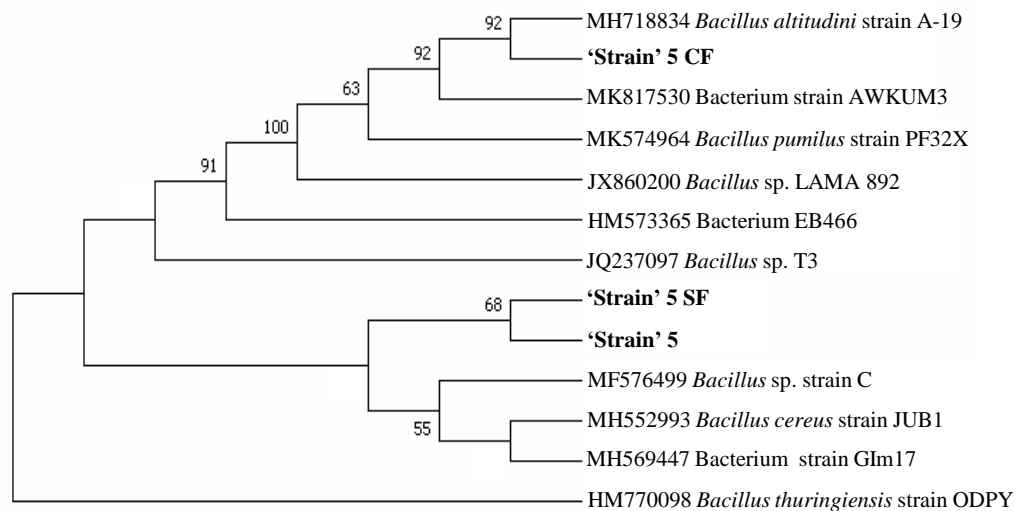 92
MH718834 Bacillus altitudini strain A-19
‘Strain’ 5 CF
92
MK817530 Bacterium strain AWKUM3
63
MK574964 Bacillus pumilus strain PF32X
100
JX860200 Bacillus sp. LAMA 892
91
HM573365 Bacterium EB466
JQ237097 Bacillus sp. T3
‘Strain’ 5 SF
68
‘Strain’ 5
MF576499 Bacillus sp. strain C
55
MH552993 Bacillus cereus strain JUB1
MH569447 Bacterium strain GIm17
HM770098 Bacillus thuringiensis strain ODPY